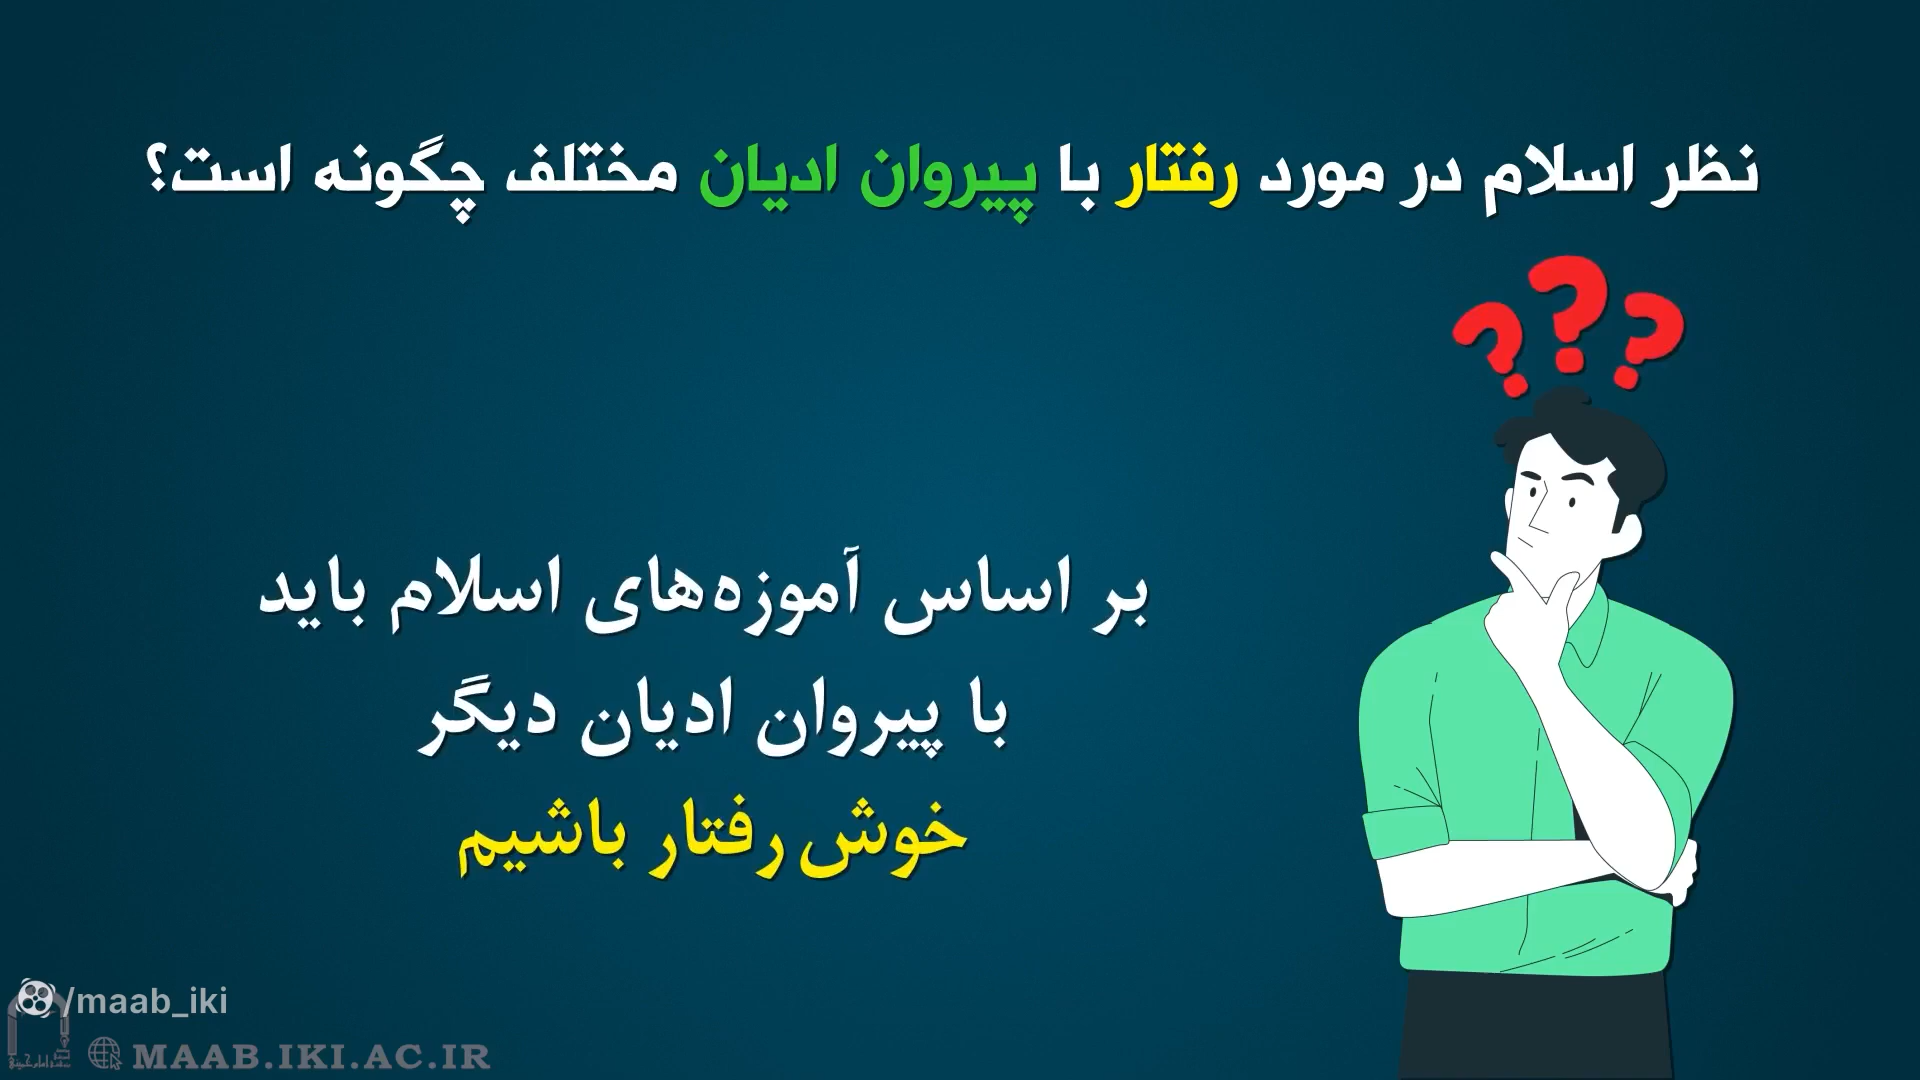 نظر اسلام در مورد رفتار با پیروان ادیان مختلف چگونه است؟
؟؟؟
بر اساس آموزه‌های اسلام باید
با پیروان ادیان دیگر
خوش رفتار باشیم
/maab_iki
MAAB.IKI.AC.IR